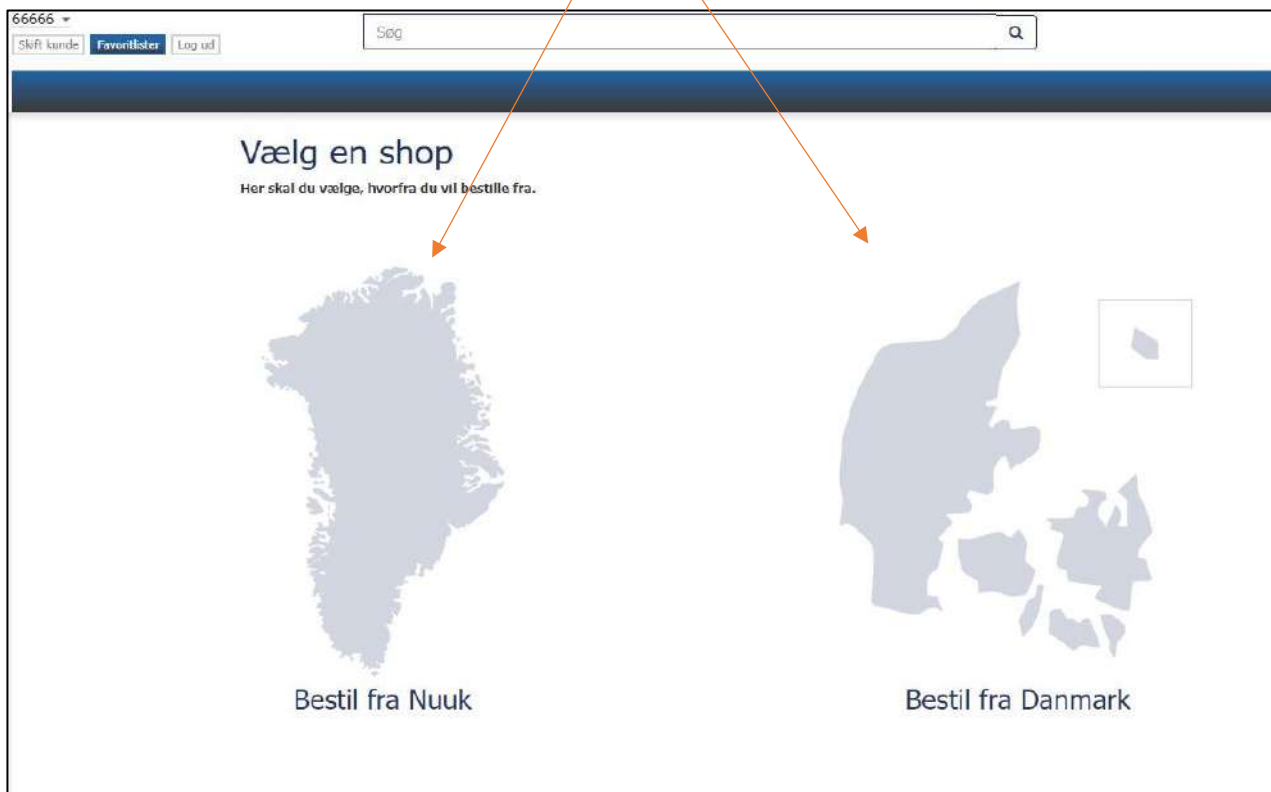 66666
Skift kunde Favoritlister Log ud
Søg
Vælg en shop
Her skal du vælge, hvorfra du vil bestille fra.
Bestil fra Nuuk
Bestil fra Danmark